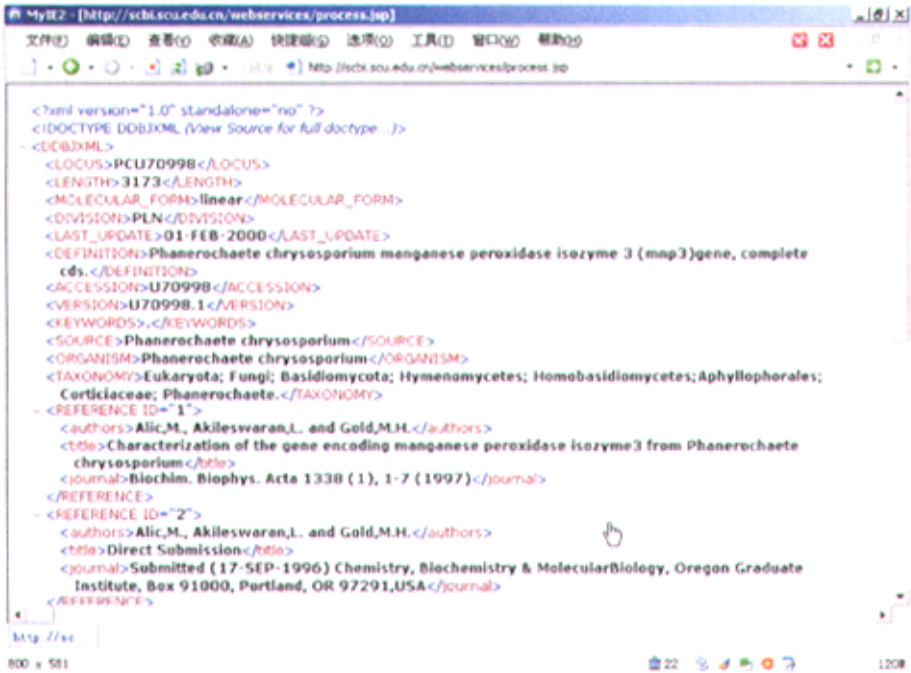 MyIE2 - [http://scbi.scu.edu.cn/webservices/process.jsp]
文件(F) 编辑(E) 查看(V) 收藏(A) 快捷组(G) 选项(O) 工具(T) 窗口(W) 帮助(H)
http://scbi.scu.edu.cn/webservices/process.jsp
<?xml version="1.0" standalone="no" ?>
<!DOCTYPE DDBJXML (View Source for full doctype...)>
- <DDBJXML>
<LOCUS>PCU70998</LOCUS>
<LENGTH>3173</LENGTH>
<MOLECULAR_FORM>linear</MOLECULAR_FORM>
<DIVISION>PLN</DIVISION>
<LAST_UPDATE>01-FEB-2000</LAST_UPDATE>
<DEFINITION>Phanerochaete chrysosporium manganese peroxidase isozyme 3 (mnp3)gene, complete
cds.</DEFINITION>
<ACCESSION>U70998</ACCESSION>
<VERSION>U70998.1</VERSION>
<KEYWORDS>.</KEYWORDS>
<SOURCE>Phanerochaete chrysosporium</SOURCE>
<ORGANISM>Phanerochaete chrysosporium</ORGANISM>
<TAXONOMY>Eukaryota; Fungi; Basidiomycota; Hymenomycetes; Homobasidiomycetes;Aphyllophorales;
Corticiaceae; Phanerochaete.</TAXONOMY>
- <REFERENCE ID="1">
<authors>Alic,M., Akileswaran,L. and Gold,M.H.</authors>
<title>Characterization of the gene encoding manganese peroxidase isozyme3 from Phanerochaete
chrysosporium</title>
<journal>Biochim. Biophys. Acta 1338 (1), 1-7 (1997)</journal>
</REFERENCE>
- <REFERENCE ID="2">
<authors>Alic,M., Akileswaran,L. and Gold,M.H.</authors>
<title>Direct Submission</title>
<journal>Submitted (17-SEP-1996) Chemistry, Biochemistry & MolecularBiology, Oregon Graduate
Institute, Box 91000, Portland, OR 97291,USA</journal>
</REFERENCE>
http://sc...
800 x 581
22